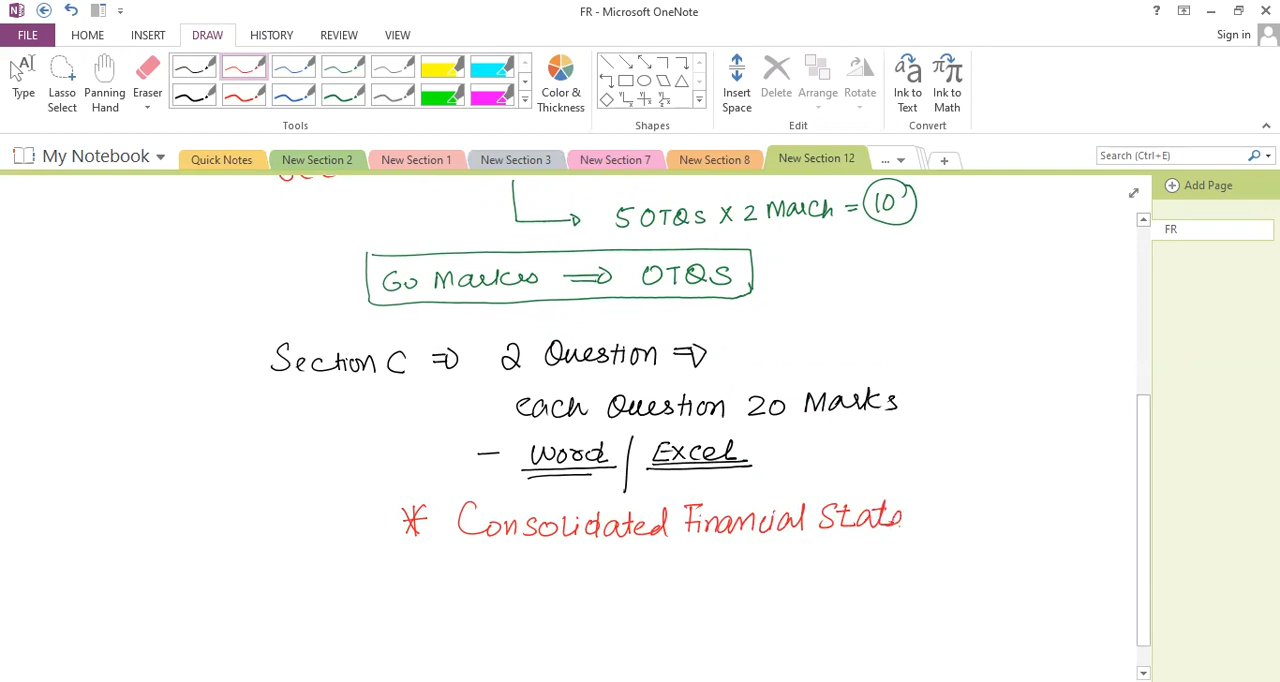 FR - Microsoft OneNote
?
FILE HOME INSERT DRAW HISTORY REVIEW VIEW
Sign in
Type Lasso Select Panning Hand Eraser
Color & Thickness
Insert Space Delete Arrange Rotate
Ink to Text Ink to Math
Tools Shapes Edit Convert
My Notebook Quick Notes New Section 2 New Section 1 New Section 3 New Section 7 New Section 8 New Section 12 ... +
Search (Ctrl+E)
Add Page
FR
5 OTQS X 2 March = 10
60 Markes ⇒ OTQS
Section C ⇒ 2 Question ⇒
each Question 20 Marks
- Word / Excel
* Consolidated Financial State